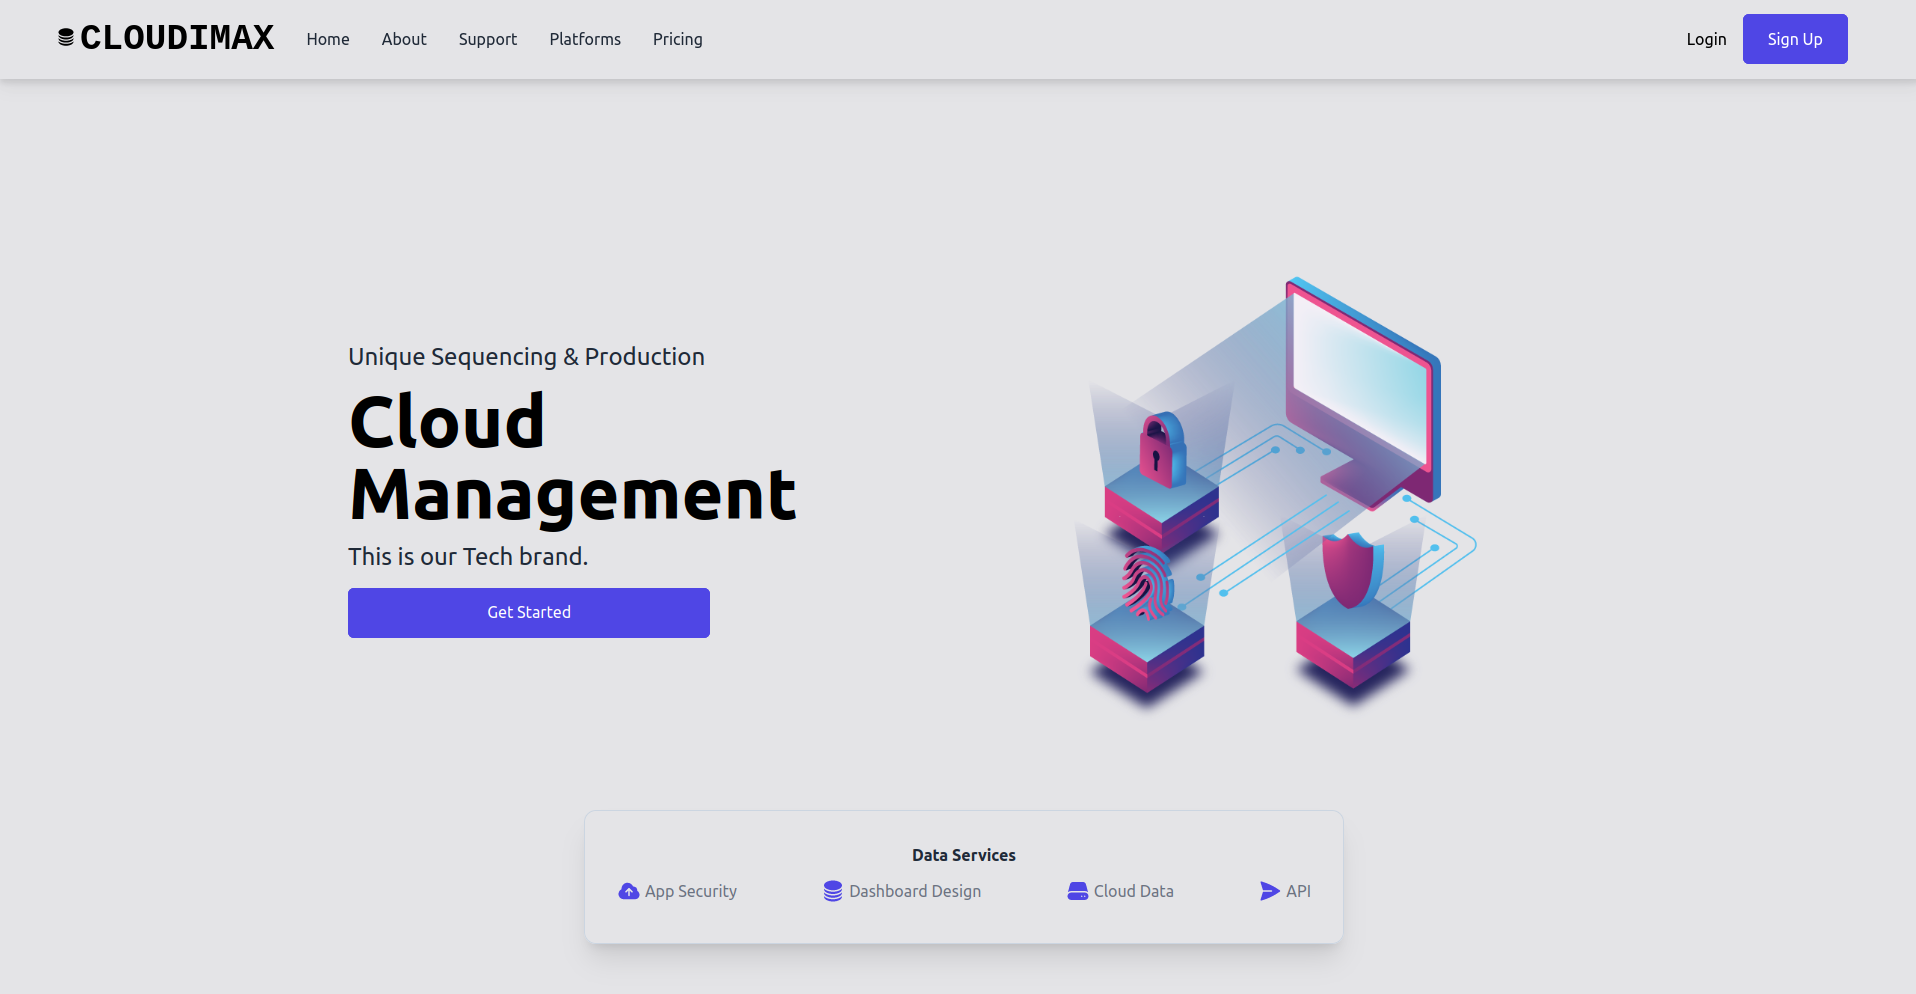 CLOUDIMAX Home About Support Platforms Pricing Login Sign Up
Unique Sequencing & Production
Cloud
Management
This is our Tech brand.
Get Started
Data Services
App Security Dashboard Design Cloud Data API